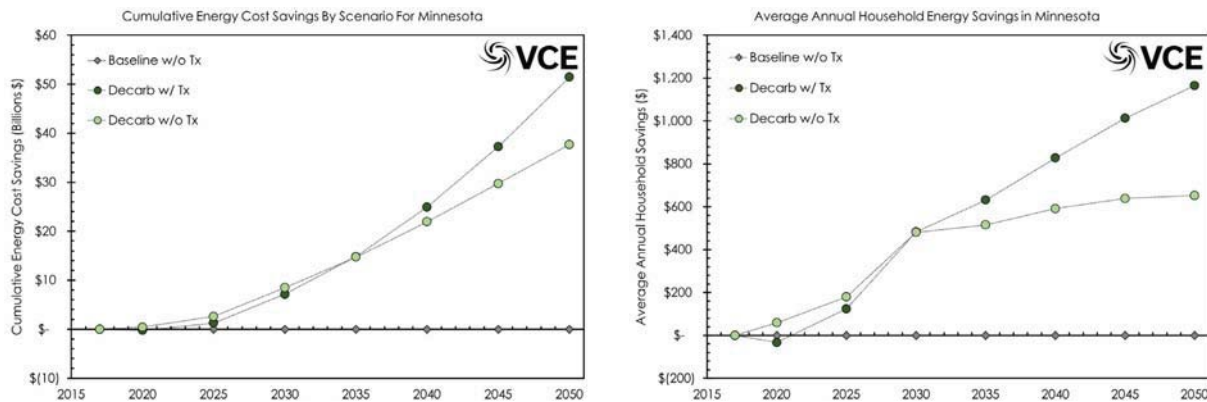 Cumulative Energy Cost Savings By Scenario For Minnesota
Cumulative Energy Cost Savings (Billions $)
$60
$50
$40
$30
$20
$10
$-
$(10)
Baseline w/o Tx
Decarb w/ Tx
Decarb w/o Tx
VCE
2015 2020 2025 2030 2035 2040 2045 2050
Average Annual Household Energy Savings in Minnesota
Average Annual Household Savings ($)
$1,400
$1,200
$1,000
$800
$600
$400
$200
$-
$(200)
Baseline w/o Tx
Decarb w/ Tx
Decarb w/o Tx
VCE
2015 2020 2025 2030 2035 2040 2045 2050